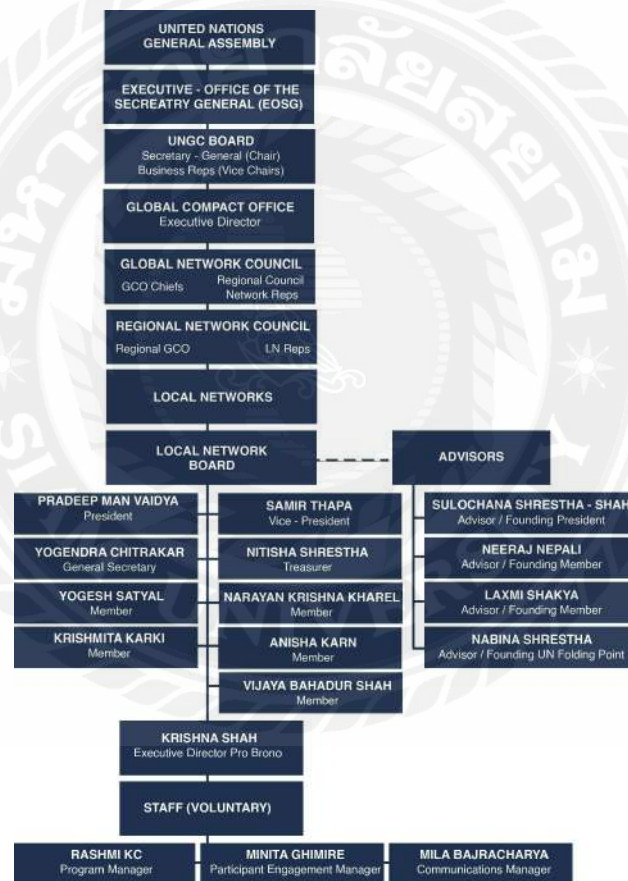 UNITED NATIONS
GENERAL ASSEMBLY
EXECUTIVE - OFFICE OF THE
SECREATRY GENERAL (EOSG)
UNGC BOARD
Secretary - General (Chair)
Business Reps (Vice Chairs)
GLOBAL COMPACT OFFICE
Executive Director
GLOBAL NETWORK COUNCIL
GCO Chiefs
Regional Council
Network Reps
REGIONAL NETWORK COUNCIL
Regional GCO
LN Reps
LOCAL NETWORKS
LOCAL NETWORK
BOARD
ADVISORS
PRADEEP MAN VAIDYA
President
SAMIR THAPA
Vice - President
SULOCHANA SHRESTHA - SHAH
Advisor / Founding President
YOGENDRA CHITRAKAR
General Secretary
NITISHA SHRESTHA
Treasurer
NEERAJ NEPALI
Advisor / Founding Member
YOGESH SATYAL
Member
NARAYAN KRISHNA KHAREL
Member
LAXMI SHAKYA
Advisor / Founding Member
KRISHMITA KARKI
Member
ANISHA KARN
Member
NABINA SHRESTHA
Advisor / Founding UN Folding Point
VIJAYA BAHADUR SHAH
Member
KRISHNA SHAH
Executive Director Pro Brono
STAFF (VOLUNTARY)
RASHMI KC
Program Manager
MINITA GHIMIRE
Participant Engagement Manager
MILA BAJRACHARYA
Communications Manager